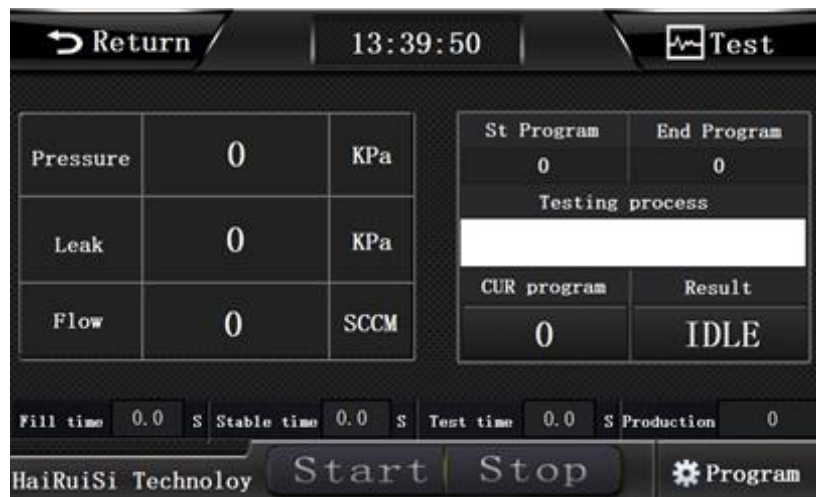 Return 13:39:50 Test
Pressure 0 KPa
Leak 0 KPa
Flow 0 SCCM
St Program End Program
0 0
Testing process
CUR program Result
0 IDLE
Fill time 0.0 S Stable time 0.0 S Test time 0.0 S Production 0
HaiRuiSi Technoloy Start Stop Program